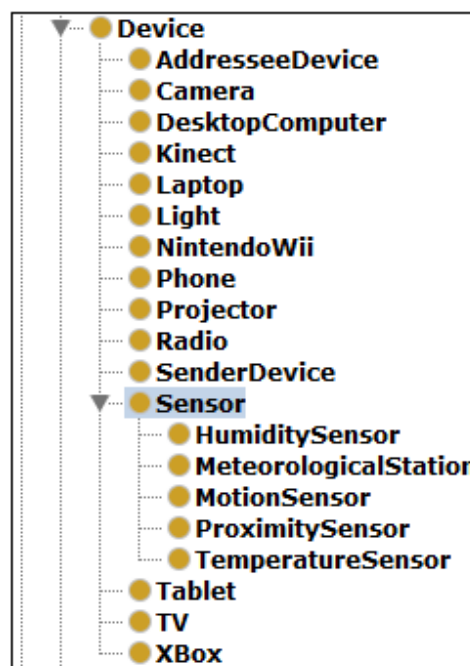 Device
AddresseeDevice
Camera
DesktopComputer
Kinect
Laptop
Light
NintendoWii
Phone
Projector
Radio
SenderDevice
Sensor
HumiditySensor
MeteorologicalStation
MotionSensor
ProximitySensor
TemperatureSensor
Tablet
TV
XBox